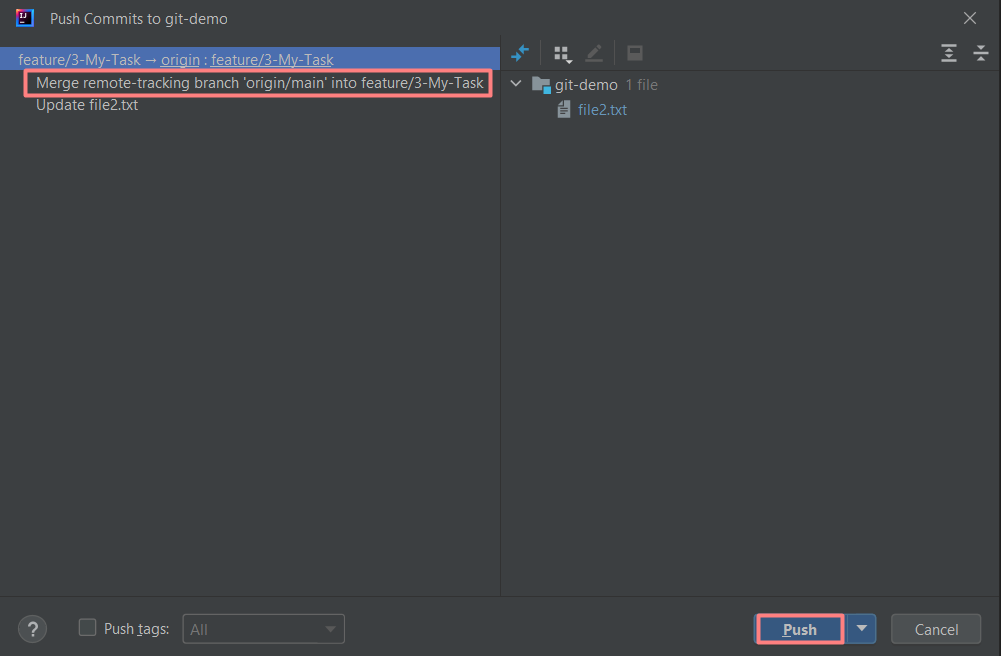 Push Commits to git-demo
feature/3-My-Task → origin : feature/3-My-Task
Merge remote-tracking branch 'origin/main' into feature/3-My-Task
Update file2.txt
git-demo 1 file
file2.txt
?
Push tags:
All
Push
Cancel